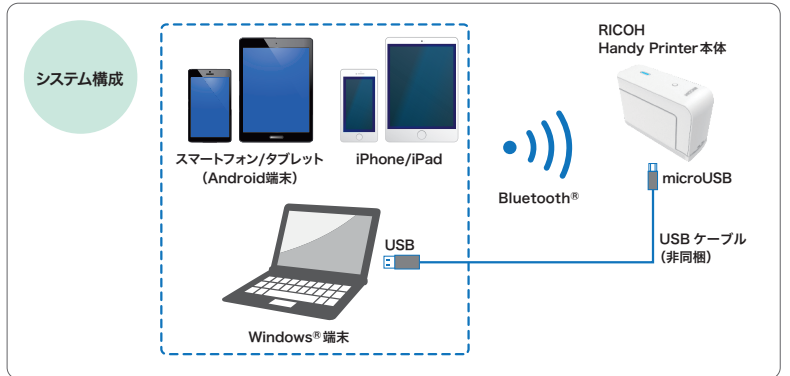 システム構成
スマートフォン/タブレット
（Android端末）
iPhone/iPad
Bluetooth®
RICOH
Handy Printer本体
microUSB
USB ケーブル
（非同梱）
USB
Windows®端末